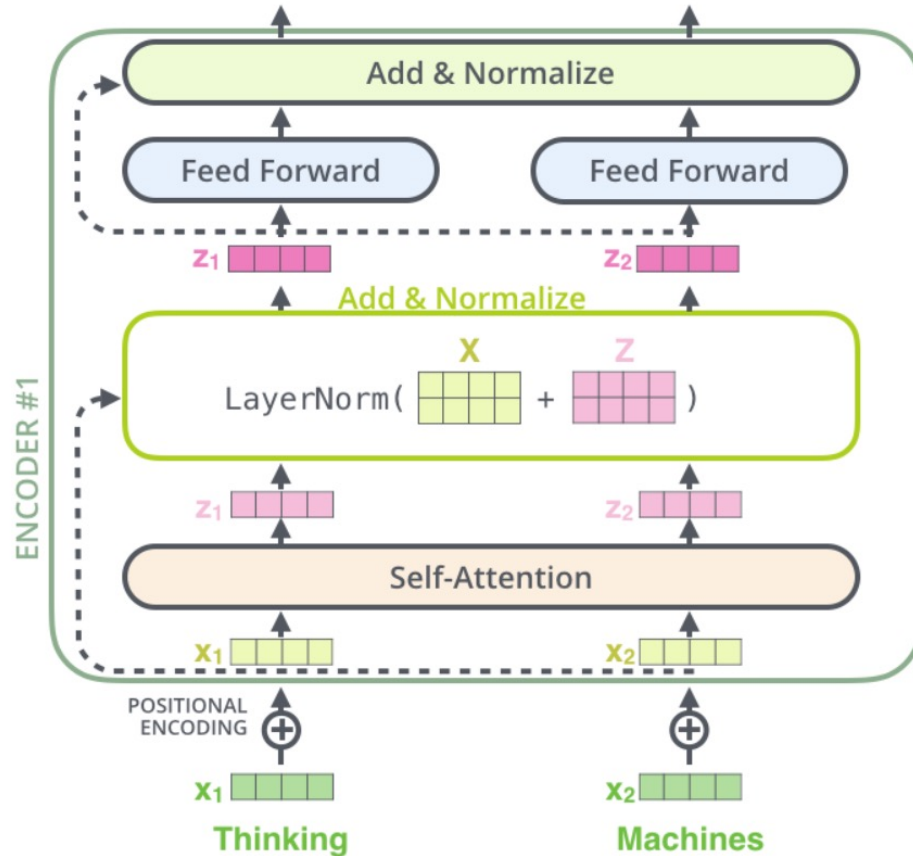 Add & Normalize
Feed Forward
Feed Forward
z1
z2
Add & Normalize
X
Z
LayerNorm( + )
z1
z2
Self-Attention
x1
x2
ENCODER #1
POSITIONAL
ENCODING
x1
x2
Thinking
Machines